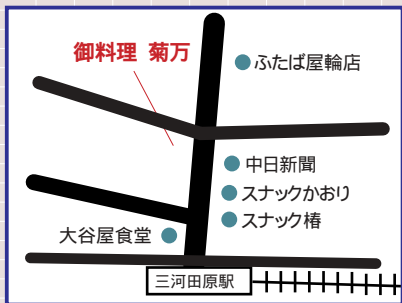 御料理 菊万
ふたば屋輪店
中日新聞
スナックかおり
スナック椿
大谷屋食堂
三河田原駅